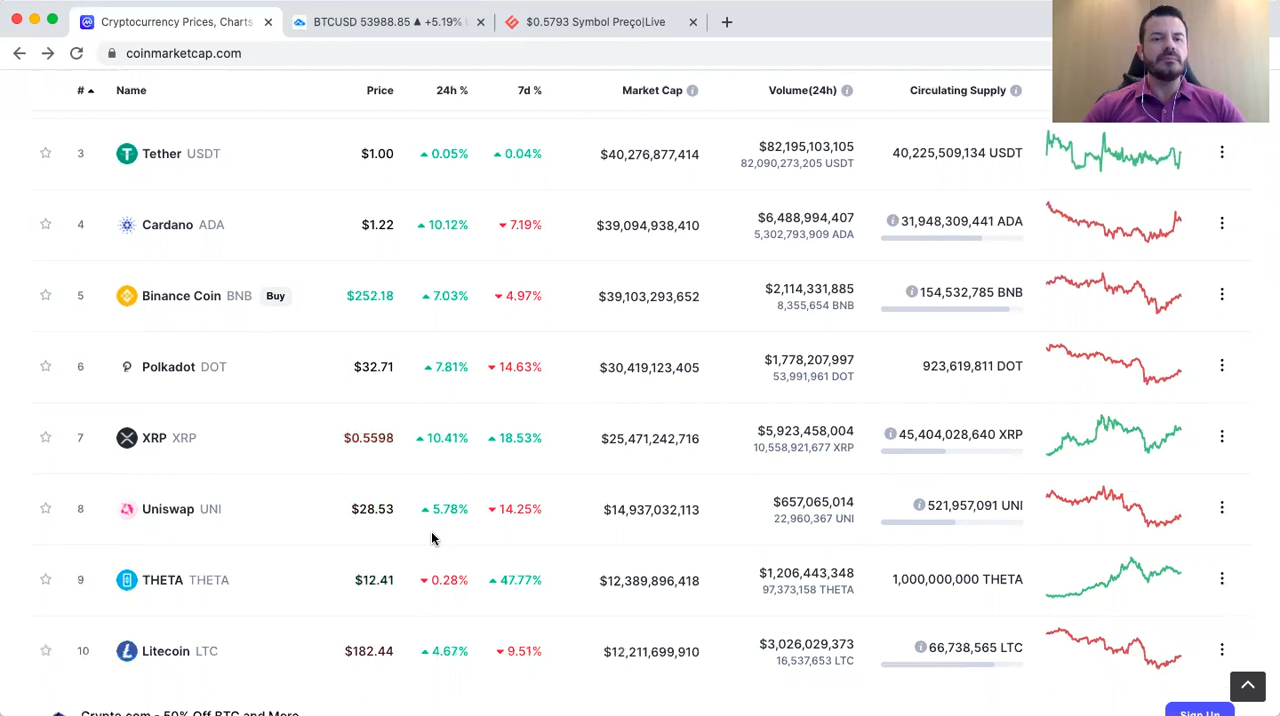 Cryptocurrency Prices, Charts
BTCUSD 53988.85 ▲ +5.19%
$0.5793 Symbol Preço|Live
coinmarketcap.com
# Name Price 24h % 7d % Market Cap Volume(24h) Circulating Supply
3 Tether USDT $1.00 0.05% 0.04% $40,276,877,414 $82,195,103,105 40,225,509,134 USDT
82,090,273,205 USDT
4 Cardano ADA $1.22 10.12% 7.19% $39,094,938,410 $6,488,994,407 31,948,309,441 ADA
5,302,793,909 ADA
5 Binance Coin BNB Buy $252.18 7.03% 4.97% $39,103,293,652 $2,114,331,885 154,532,785 BNB
8,355,654 BNB
6 Polkadot DOT $32.71 7.81% 14.63% $30,419,123,405 $1,778,207,997 923,619,811 DOT
53,991,961 DOT
7 XRP XRP $0.5598 10.41% 18.53% $25,471,242,716 $5,923,458,004 45,404,028,640 XRP
10,558,921,677 XRP
8 Uniswap UNI $28.53 5.78% 14.25% $14,937,032,113 $657,065,014 521,957,091 UNI
22,960,367 UNI
9 THETA THETA $12.41 0.28% 47.77% $12,389,896,418 $1,206,443,348 1,000,000,000 THETA
97,373,158 THETA
10 Litecoin LTC $182.44 4.67% 9.51% $12,211,699,910 $3,026,029,373 66,738,565 LTC
16,537,653 LTC
Crypto.com - 50% Off BTC and More
Sign Up